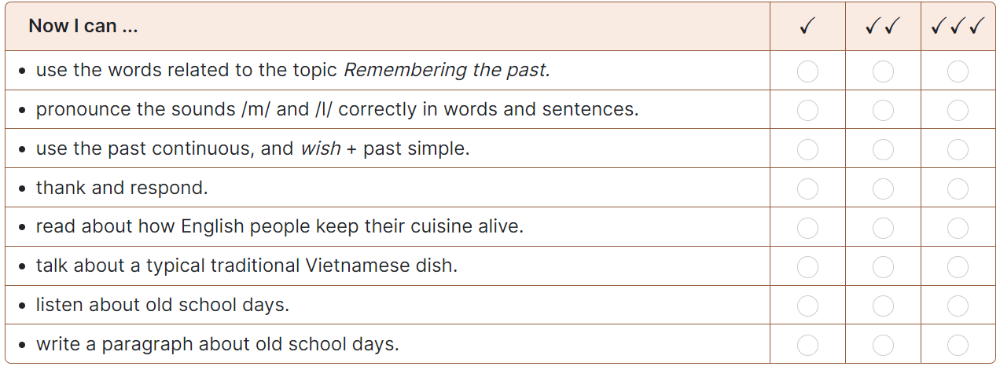 Now I can ... ✓ ✓✓ ✓✓✓
• use the words related to the topic Remembering the past.
• pronounce the sounds /m/ and /l/ correctly in words and sentences.
• use the past continuous, and wish + past simple.
• thank and respond.
• read about how English people keep their cuisine alive.
• talk about a typical traditional Vietnamese dish.
• listen about old school days.
• write a paragraph about old school days.